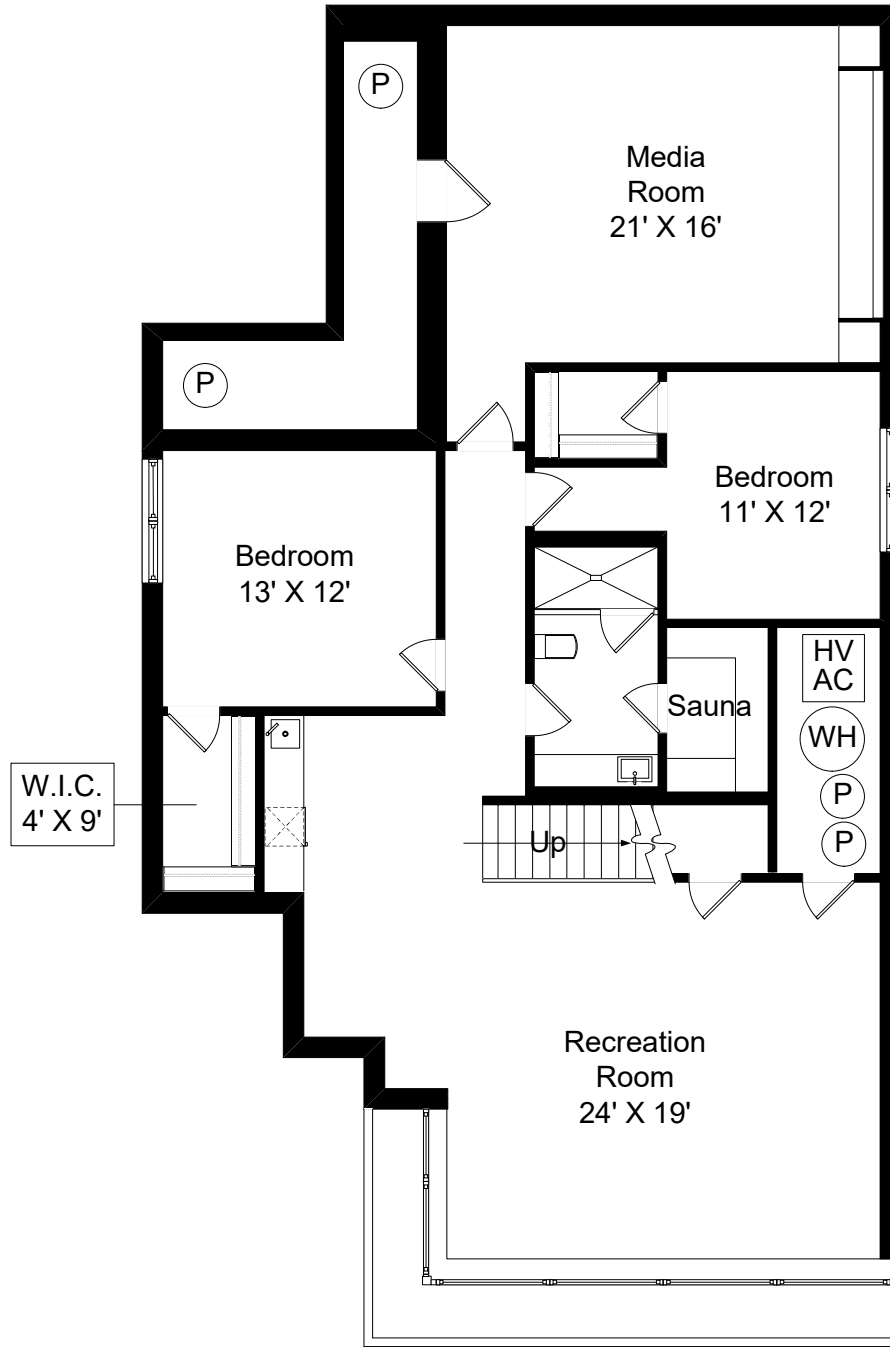 P
Media
Room
21' X 16'
P
Bedroom
11' X 12'
Bedroom
13' X 12'
HV
AC
Sauna
WH
W.I.C.
4' X 9'
P
Up
P
Recreation
Room
24' X 19'